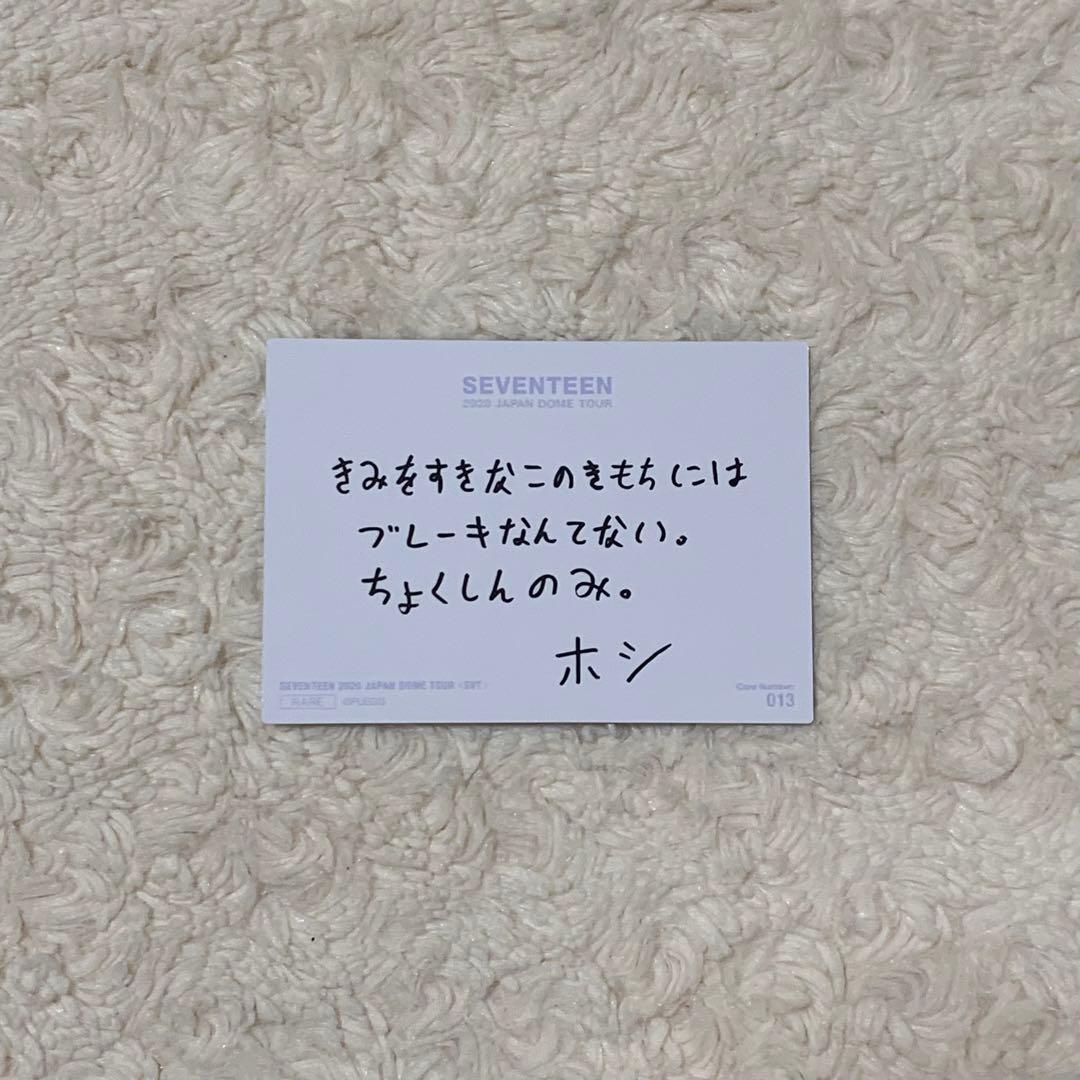 SEVENTEEN
2020 JAPAN DOME TOUR
きみをすきなこのきもちには
ブレーキなんてない。
ちょくしんのみ。
ホシ
SEVENTEEN 2020 JAPAN DOME TOUR <SVT>
RARE ©PLEDIS
Card Number:
013